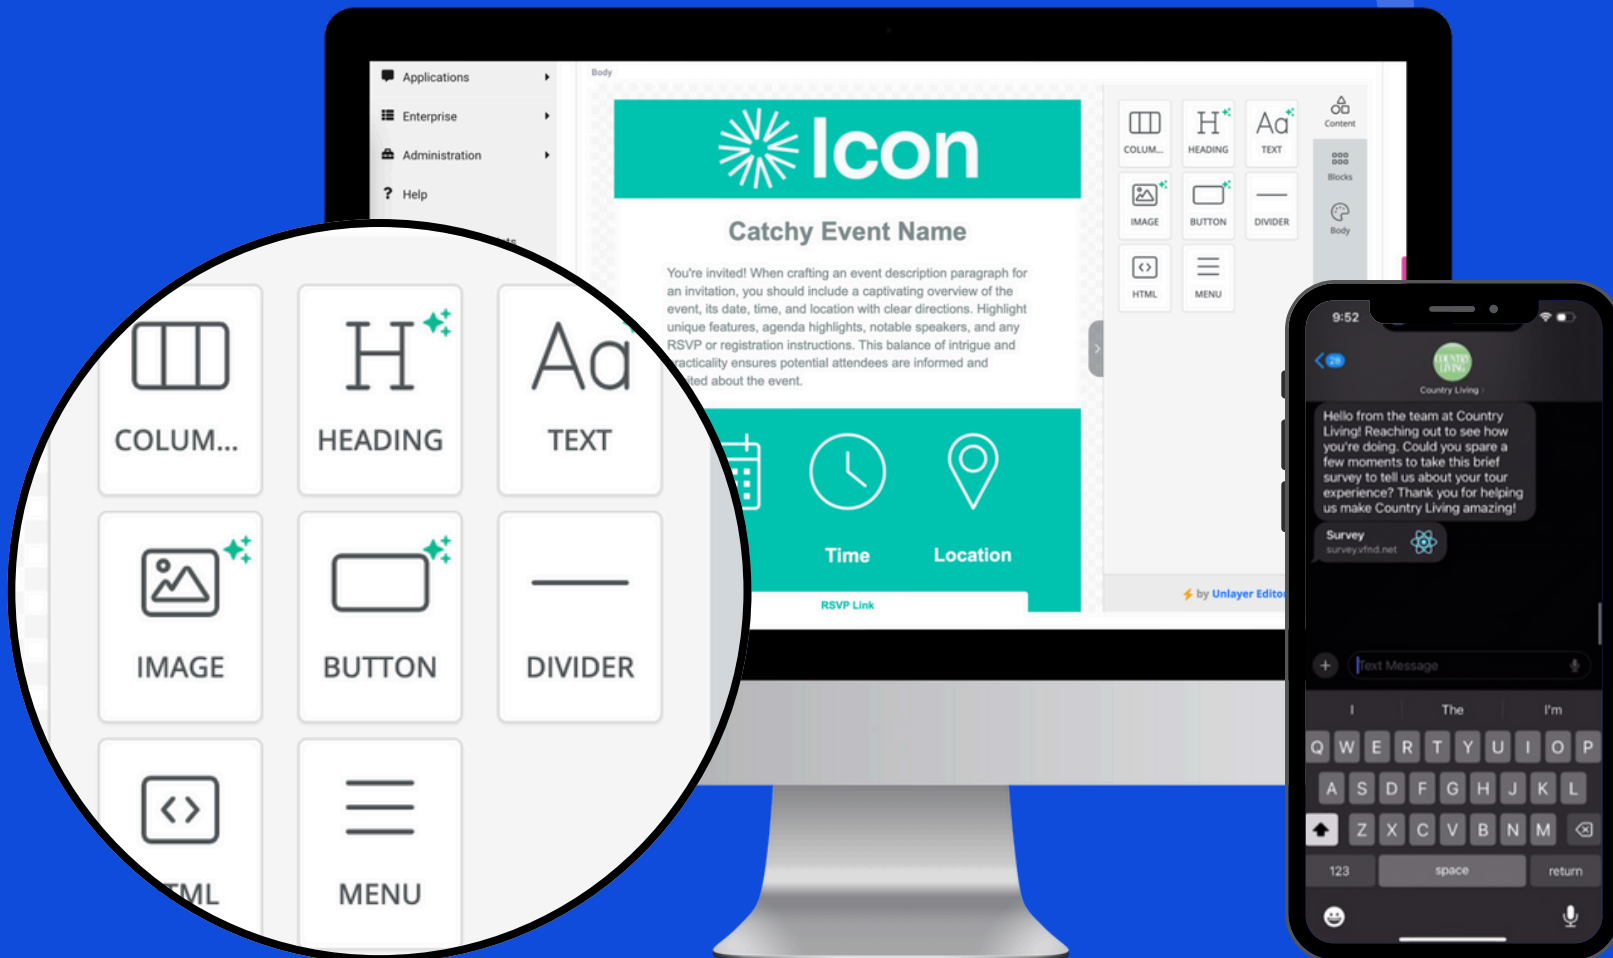 Applications
Enterprise
Administration
? Help
Body
Icon
Catchy Event Name
You're invited! When crafting an event description paragraph for
an invitation, you should include a captivating overview of the
event, its date, time, and location with clear directions. Highlight
unique features, agenda highlights, notable speakers, and any
RSVP or registration instructions. This balance of intrigue and
racticality ensures potential attendees are informed and
ited about the event.
Time
Location
RSVP Link
COLUM...
H
HEADING
Aa
TEXT
IMAGE
BUTTON
DIVIDER
HTML
MENU
Content
Blocks
Body
by Unlayer Edito
COLUM...
H
HEADING
Aa
TEXT
IMAGE
BUTTON
DIVIDER
TML
MENU
9:52
28
COUNTRY
LIVING
Country Living
Hello from the team at Country
Living! Reaching out to see how
you're doing. Could you spare a
few moments to take this brief
survey to tell us about your tour
experience? Thank you for helping
us make Country Living amazing!
Survey
survey.vfnd.net
Text Message
I The I'm
Q W E R T Y U I O P
A S D F G H J K L
Z X C V B N M
123 space return